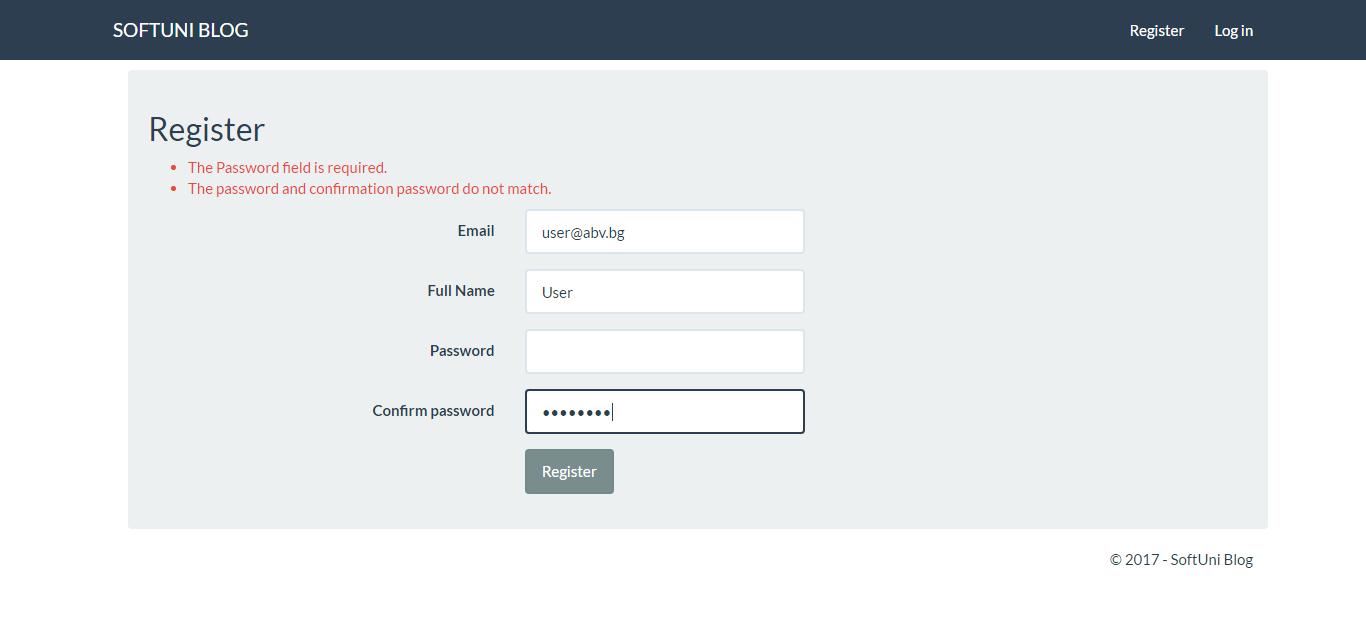 SOFTUNI BLOG Register Log in
Register
The Password field is required.
The password and confirmation password do not match.
Email user@abv.bg
Full Name User
Password
Confirm password ••••••••
Register
© 2017 - SoftUni Blog